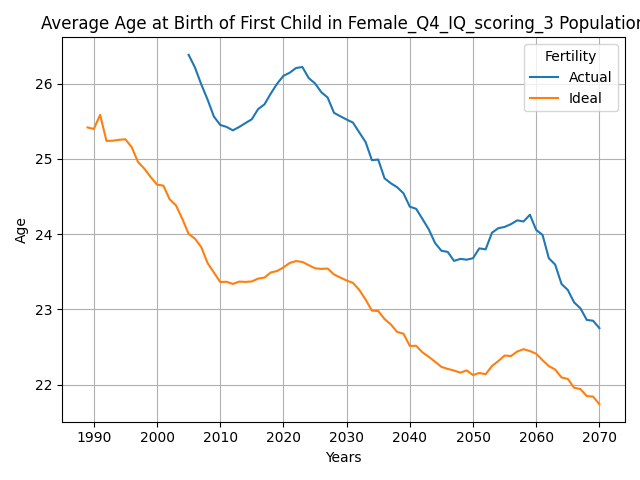 Average Age at Birth of First Child in Female_Q4_IQ_scoring_3 Population
Fertility
Actual
Ideal
26
25
24
23
22
Age
1990 2000 2010 2020 2030 2040 2050 2060 2070
Years